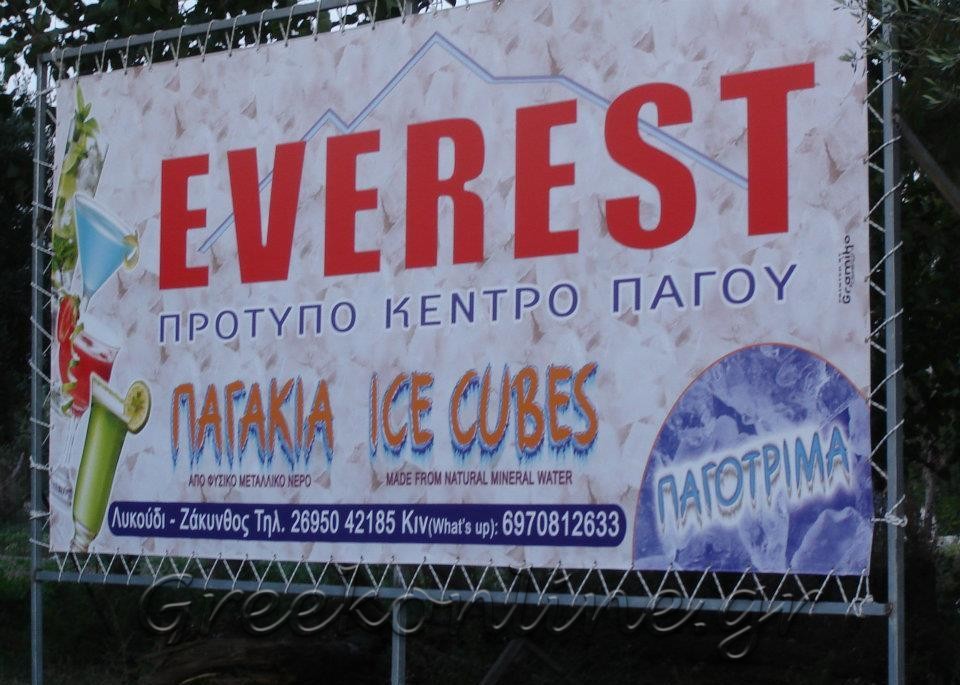 EVEREST
ΠΡΟΤΥΠΟ ΚΕΝΤΡΟ ΠΑΓΟΥ
ΠΑΓΑΚΙΑ ICE CUBES
ΑΠΟ ΦΥΣΙΚΟ ΜΕΤΑΛΛΙΚΟ ΝΕΡΟ MADE FROM NATURAL MINERAL WATER
ΠΑΓΟΤΡΙΜΑ
Λυκούδι - Ζάκυνθος Τηλ. 26950 42185 Κιν(What's up): 6970812633
Gramiko
Greekonline.gr